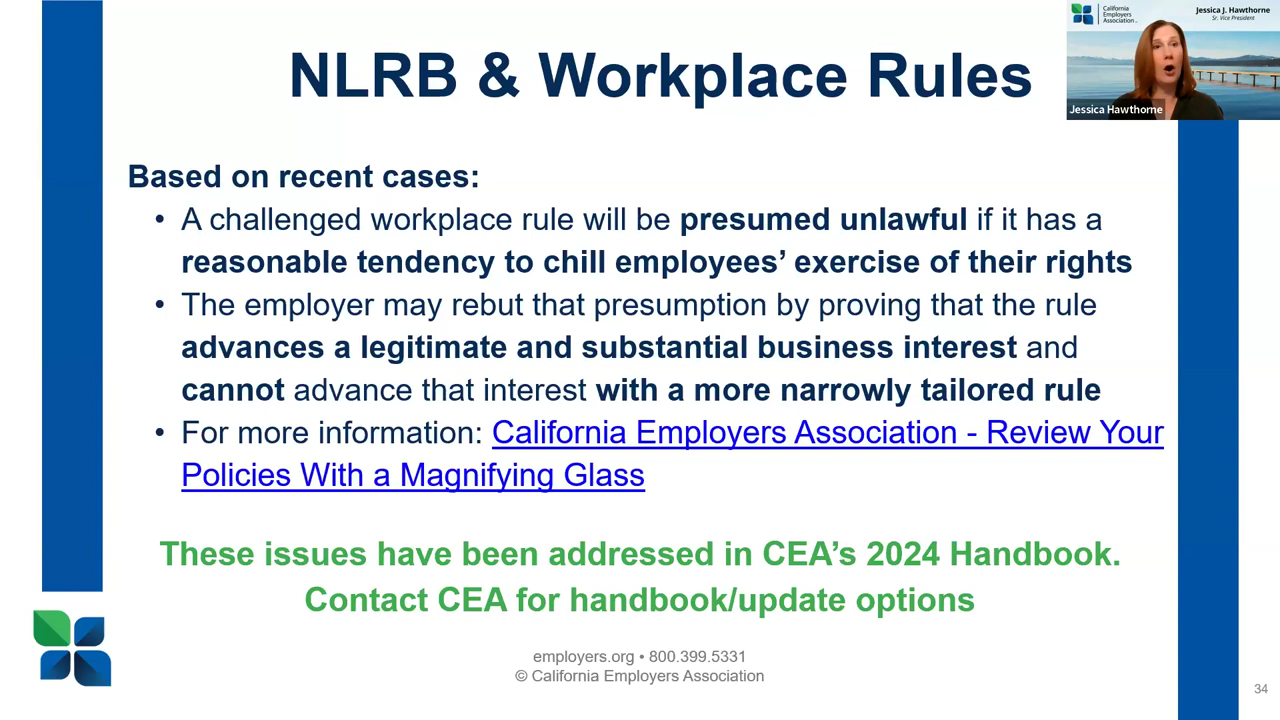 California
Employers
Association
Jessica J. Hawthorne
Sr. Vice President
Jessica Hawthorne
NLRB & Workplace Rules
Based on recent cases:
• A challenged workplace rule will be presumed unlawful if it has a
reasonable tendency to chill employees’ exercise of their rights
• The employer may rebut that presumption by proving that the rule
advances a legitimate and substantial business interest and
cannot advance that interest with a more narrowly tailored rule
• For more information: California Employers Association - Review Your
Policies With a Magnifying Glass
These issues have been addressed in CEA’s 2024 Handbook.
Contact CEA for handbook/update options
employers.org • 800.399.5331
© California Employers Association
34